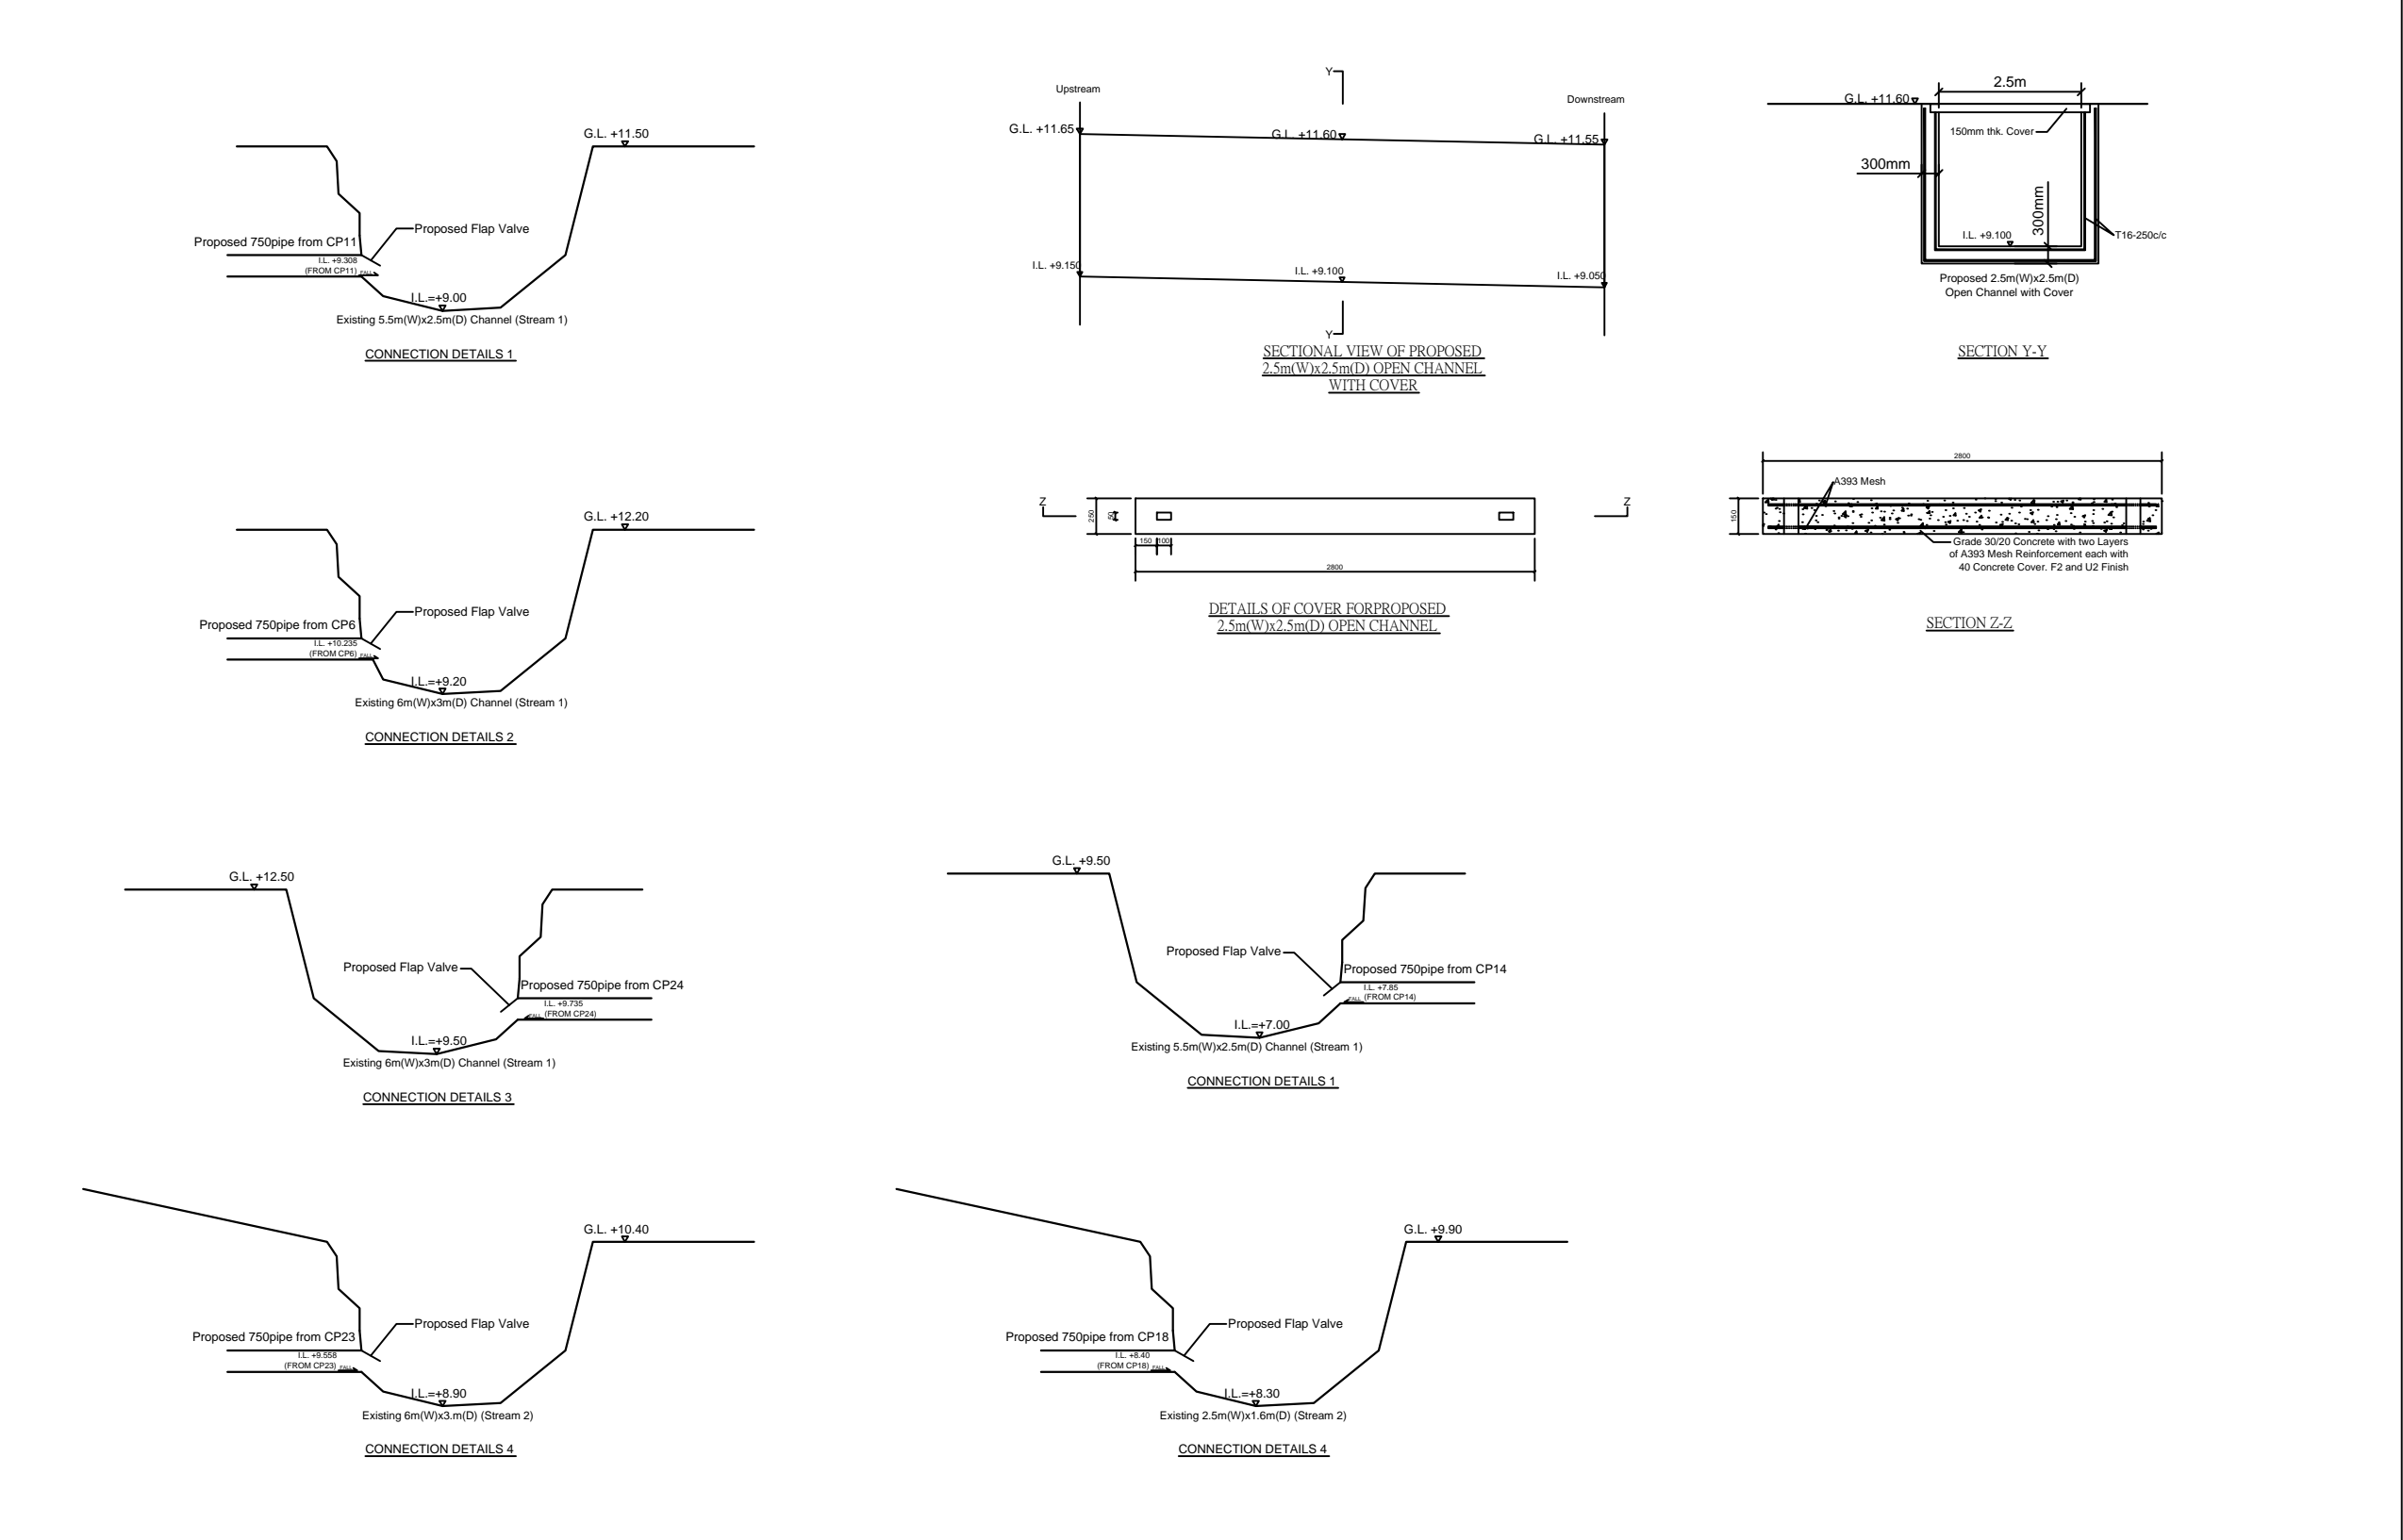 G.L. +11.50
Proposed Flap Valve
Proposed 750pipe from CP11
I.L. +9.308
(FROM CP11) FALL
I.L.=+9.00
Existing 5.5m(W)x2.5m(D) Channel (Stream 1)
CONNECTION DETAILS 1
Y
Upstream
Downstream
G.L. +11.65
G.L. +11.60
G.L. +11.55
I.L. +9.150
I.L. +9.100
I.L. +9.050
Y
SECTIONAL VIEW OF PROPOSED
2.5m(W)x2.5m(D) OPEN CHANNEL
WITH COVER
2.5m
G.L. +11.60
150mm thk. Cover
300mm
300mm
I.L. +9.100
T16-250c/c
Proposed 2.5m(W)x2.5m(D)
Open Channel with Cover
SECTION Y-Y
G.L. +12.20
Proposed Flap Valve
Proposed 750pipe from CP6
I.L. +10.235
(FROM CP6) FALL
I.L.=+9.20
Existing 6m(W)x3m(D) Channel (Stream 1)
CONNECTION DETAILS 2
Z
Z
250
50
150 100
2800
DETAILS OF COVER FORPROPOSED
2.5m(W)x2.5m(D) OPEN CHANNEL
2800
A393 Mesh
150
Grade 30/20 Concrete with two Layers
of A393 Mesh Reinforcement each with
40 Concrete Cover. F2 and U2 Finish
SECTION Z-Z
G.L. +12.50
Proposed Flap Valve
Proposed 750pipe from CP24
I.L. +9.735
FALL (FROM CP24)
I.L.=+9.50
Existing 6m(W)x3m(D) Channel (Stream 1)
CONNECTION DETAILS 3
G.L. +9.50
Proposed Flap Valve
Proposed 750pipe from CP14
I.L. +7.85
FALL (FROM CP14)
I.L.=+7.00
Existing 5.5m(W)x2.5m(D) Channel (Stream 1)
CONNECTION DETAILS 1
G.L. +10.40
Proposed Flap Valve
Proposed 750pipe from CP23
I.L. +9.558
(FROM CP23) FALL
I.L.=+8.90
Existing 6m(W)x3.m(D) (Stream 2)
CONNECTION DETAILS 4
G.L. +9.90
Proposed Flap Valve
Proposed 750pipe from CP18
I.L. +8.40
(FROM CP18) FALL
I.L.=+8.30
Existing 2.5m(W)x1.6m(D) (Stream 2)
CONNECTION DETAILS 4